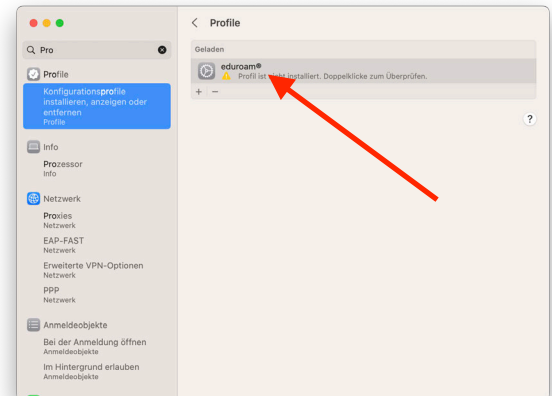 Profile
Pro
Geladen
eduroam®
Profil ist nicht installiert. Doppelklicke zum Überprüfen.
+ −
?
Profile
Konfigurationsprofile
installieren, anzeigen oder
entfernen
Profile
Info
Prozessor
Info
Netzwerk
Proxies
Netzwerk
EAP-FAST
Netzwerk
Erweiterte VPN-Optionen
Netzwerk
PPP
Netzwerk
Anmeldeobjekte
Bei der Anmeldung öffnen
Anmeldeobjekte
Im Hintergrund erlauben
Anmeldeobjekte